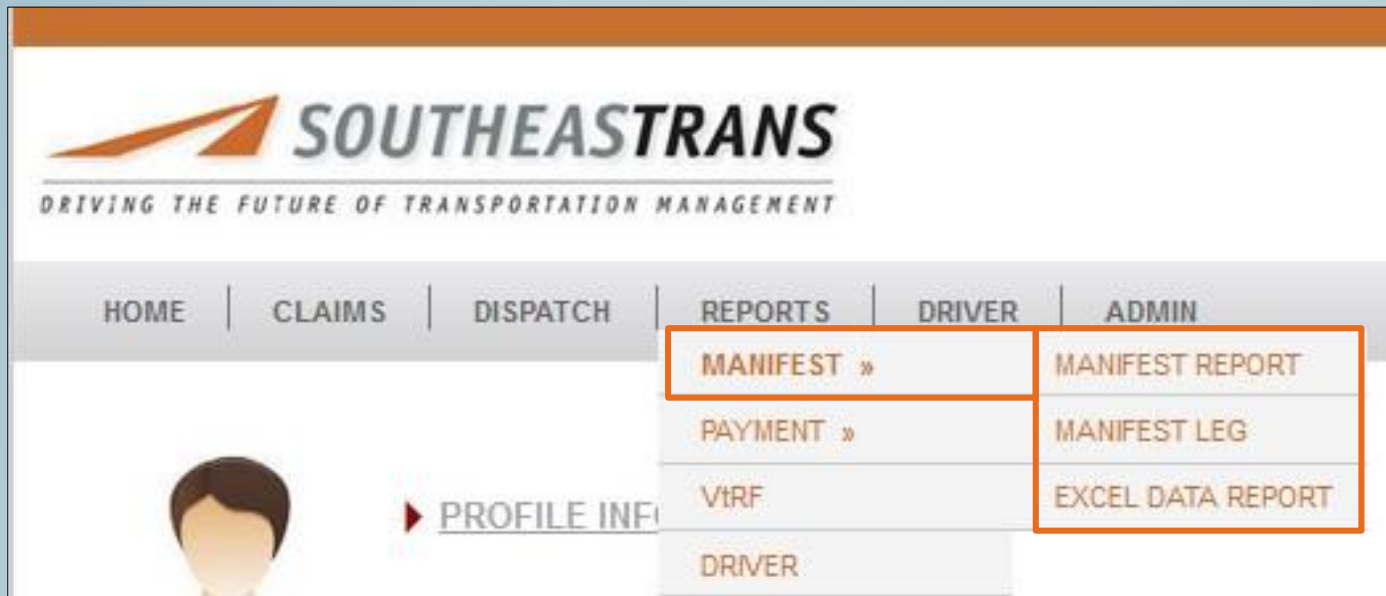 SOUTHEASTRANS
DRIVING THE FUTURE OF TRANSPORTATION MANAGEMENT
HOME | CLAIMS | DISPATCH | REPORTS | DRIVER | ADMIN
MANIFEST » MANIFEST REPORT
PAYMENT » MANIFEST LEG
VtRF EXCEL DATA REPORT
PROFILE
DRIVER